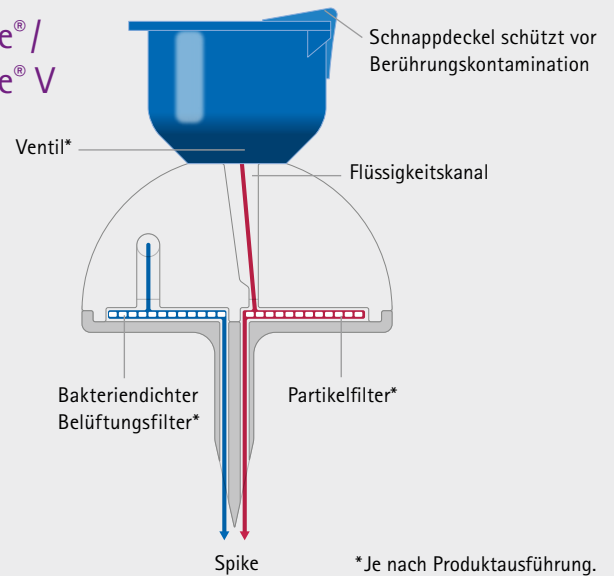 e® /
e® V
Schnappdeckel schützt vor
Berührungskontamination
Ventil*
Flüssigkeitskanal
Bakteriendichter
Belüftungsfilter*
Partikelfilter*
Spike
*Je nach Produktausführung.